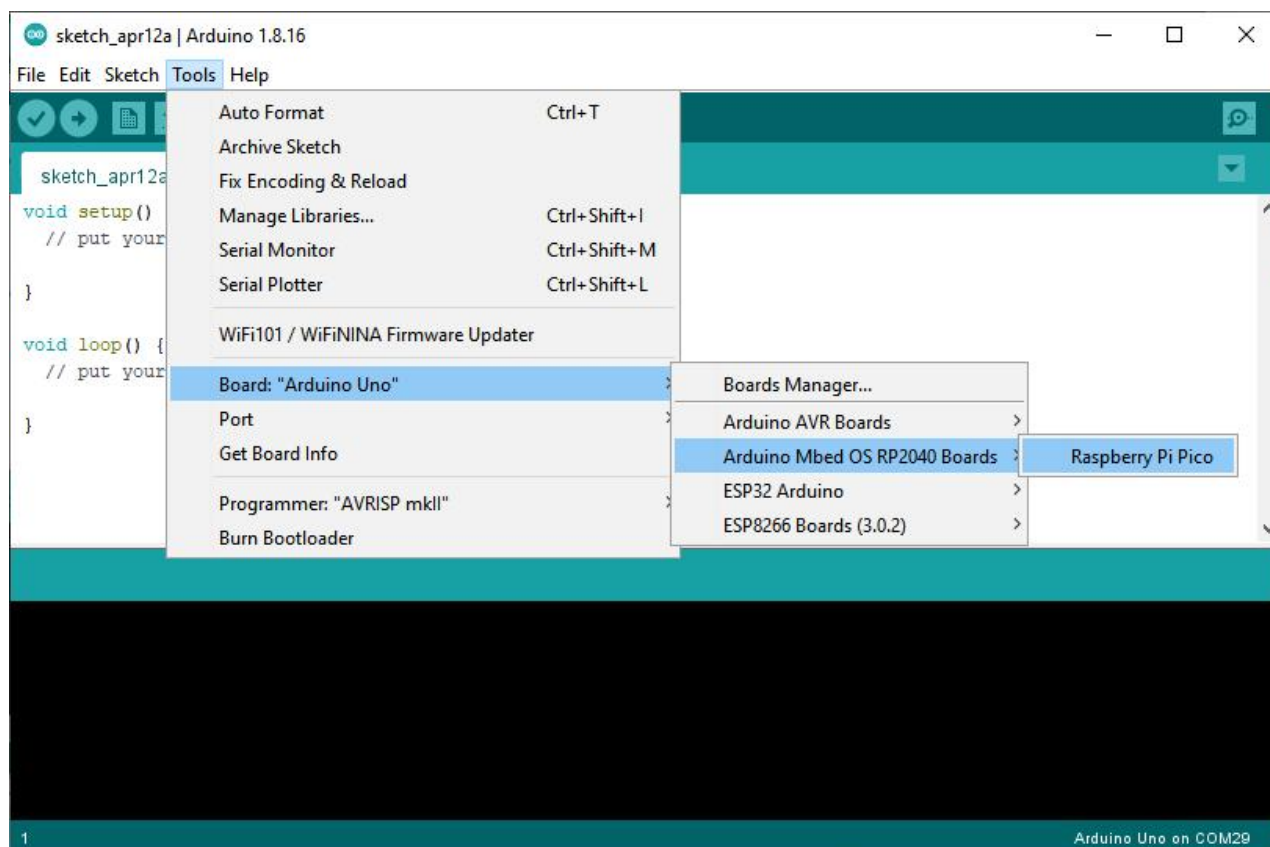 sketch_apr12a | Arduino 1.8.16
File Edit Sketch Tools Help
sketch_apr12a
void setup()
// put your
}
void loop() {
// put your
}
Auto Format Ctrl+T
Archive Sketch
Fix Encoding & Reload
Manage Libraries... Ctrl+Shift+I
Serial Monitor Ctrl+Shift+M
Serial Plotter Ctrl+Shift+L
WiFi101 / WiFiNINA Firmware Updater
Board: "Arduino Uno"
Port
Get Board Info
Programmer: "AVRISP mkII"
Burn Bootloader
Boards Manager...
Arduino AVR Boards
Arduino Mbed OS RP2040 Boards
ESP32 Arduino
ESP8266 Boards (3.0.2)
Raspberry Pi Pico
1 Arduino Uno on COM29